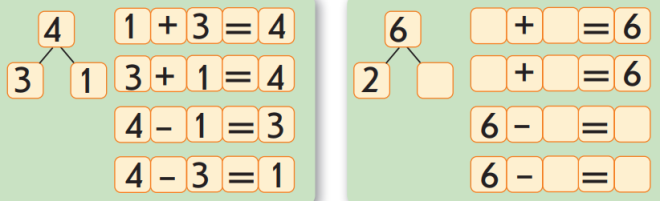 4
3 1
1 + 3 = 4
3 + 1 = 4
4 - 1 = 3
4 - 3 = 1
6
2
+ = 6
+ = 6
6 - =
6 - =